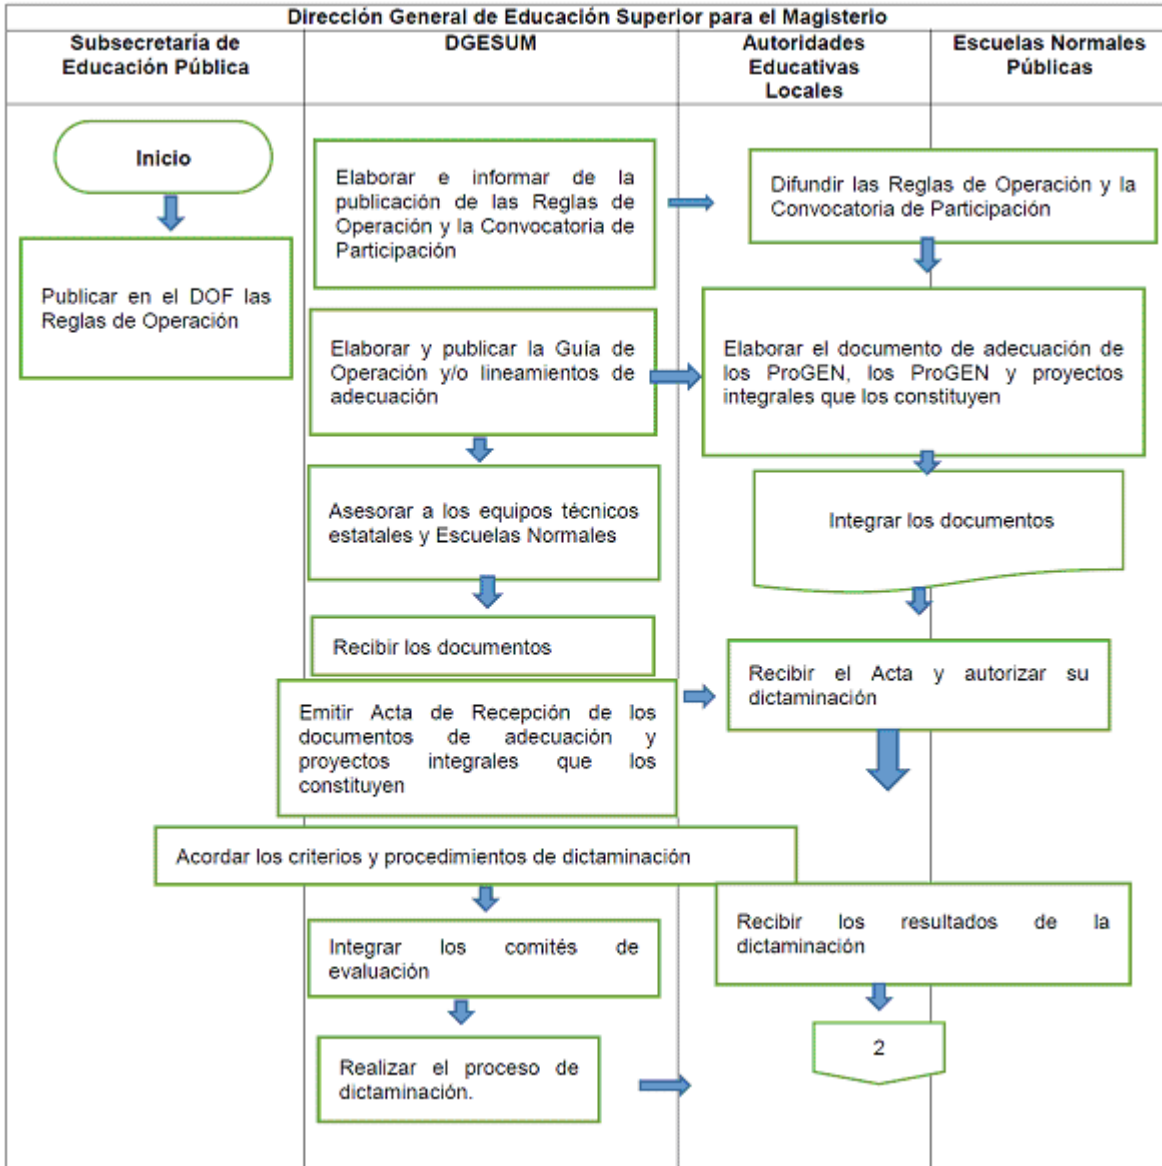 Dirección General de Educación Superior para el Magisterio
Subsecretaría de
Educación Pública
DGESUM
Autoridades
Educativas
Locales
Escuelas Normales
Públicas
Inicio
Publicar en el DOF las
Reglas de Operación
Elaborar e informar de la
publicación de las Reglas de
Operación y la Convocatoria de
Participación
Difundir las Reglas de Operación y la
Convocatoria de Participación
Elaborar y publicar la Guía de
Operación y/o lineamientos de
adecuación
Elaborar el documento de adecuación de
los ProGEN, los ProGEN y proyectos
integrales que los constituyen
Asesorar a los equipos técnicos
estatales y Escuelas Normales
Integrar los documentos
Recibir los documentos
Emitir Acta de Recepción de los
documentos de adecuación y
proyectos integrales que los
constituyen
Recibir el Acta y autorizar su
dictaminación
Acordar los criterios y procedimientos de dictaminación
Integrar los comités de
evaluación
Recibir los resultados de la
dictaminación
Realizar el proceso de
dictaminación.
2